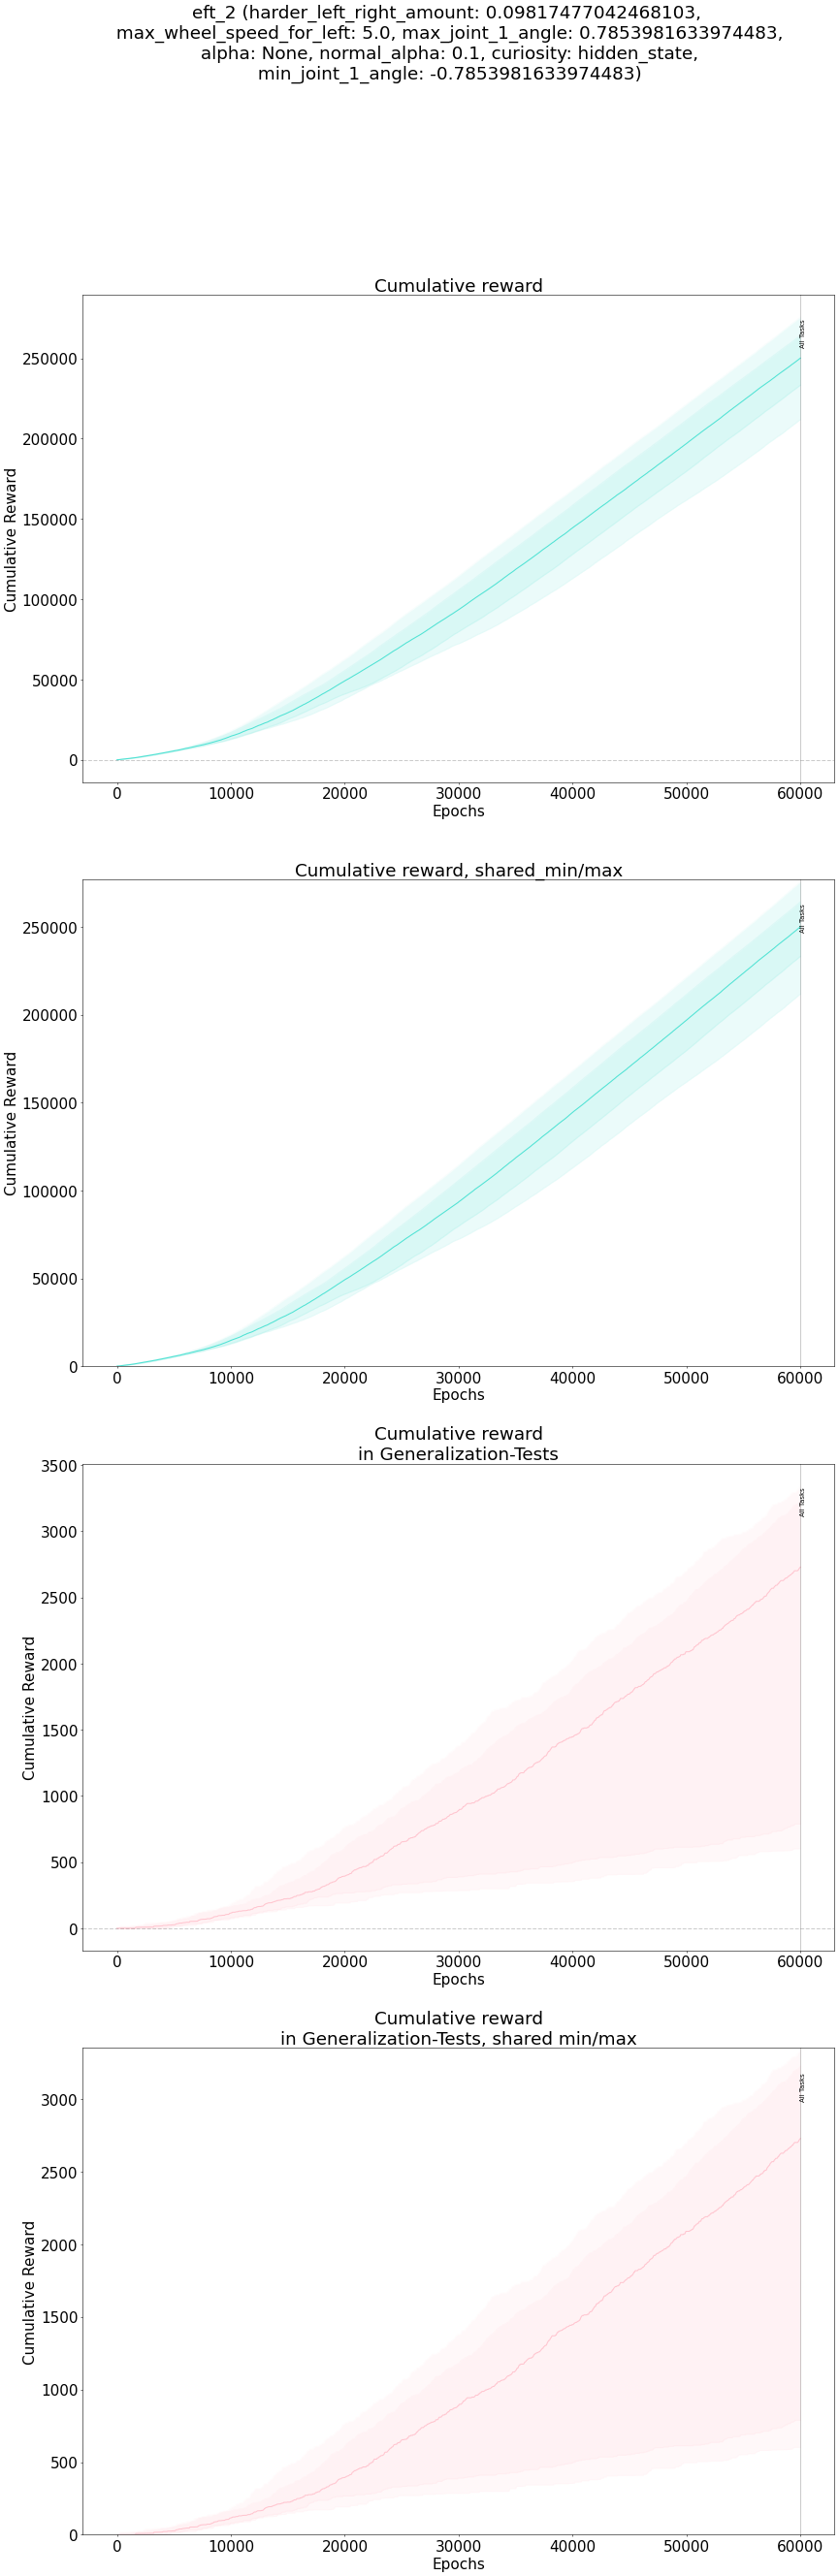 eft_2 (harder_left_right_amount: 0.09817477042468103,
max_wheel_speed_for_left: 5.0, max_joint_1_angle: 0.7853981633974483,
alpha: None, normal_alpha: 0.1, curiosity: hidden_state,
min_joint_1_angle: -0.7853981633974483)
Cumulative reward
All Tasks
250000
200000
150000
100000
50000
0
Cumulative Reward
0 10000 20000 30000 40000 50000 60000
Epochs
Cumulative reward, shared_min/max
All Tasks
250000
200000
150000
100000
50000
0
Cumulative Reward
0 10000 20000 30000 40000 50000 60000
Epochs
Cumulative reward
in Generalization-Tests
All Tasks
3500
3000
2500
2000
1500
1000
500
0
Cumulative Reward
0 10000 20000 30000 40000 50000 60000
Epochs
Cumulative reward
in Generalization-Tests, shared min/max
All Tasks
3000
2500
2000
1500
1000
500
0
Cumulative Reward
0 10000 20000 30000 40000 50000 60000
Epochs